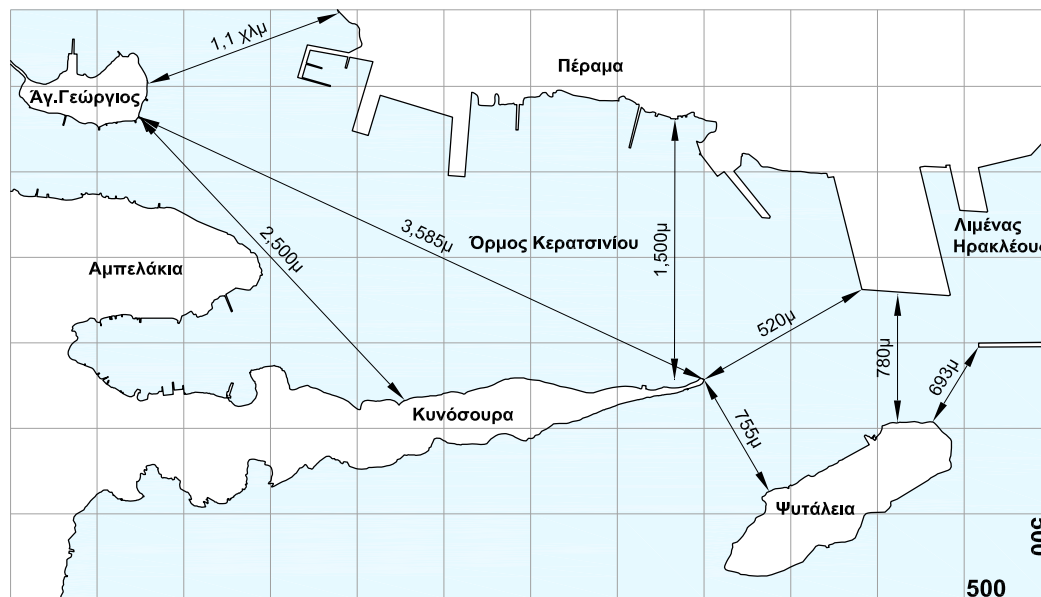 1,1 χλμ
Πέραμα
Άγ.Γεώργιος
3,585μ
2,500μ
Όρμος Κερατσινίου
1,500μ
Λιμένας
Ηρακλέους
Αμπελάκια
520μ
780μ
693μ
Κυνόσουρα
755μ
Ψυτάλεια
500
500